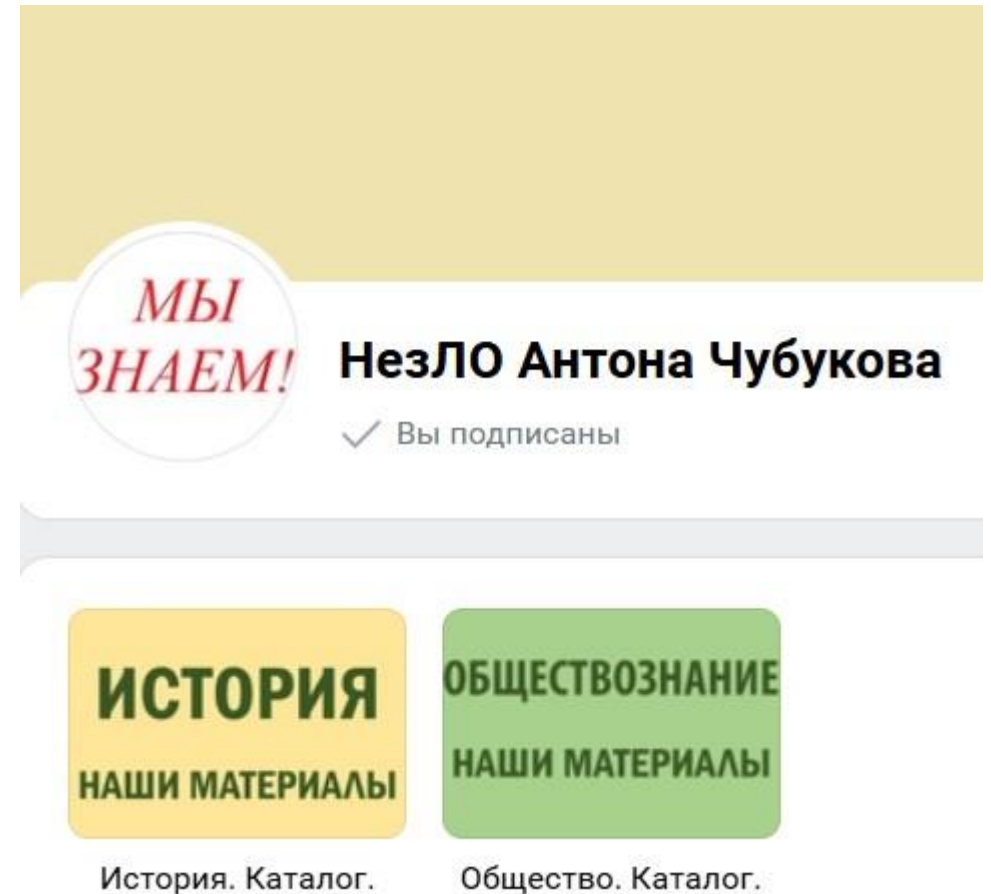 МЫ
ЗНАЕМ!
НезЛО Антона Чубукова
Вы подписаны
ИСТОРИЯ
НАШИ МАТЕРИАЛЫ
ОБЩЕСТВОЗНАНИЕ
НАШИ МАТЕРИАЛЫ
История. Каталог.
Общество. Каталог.